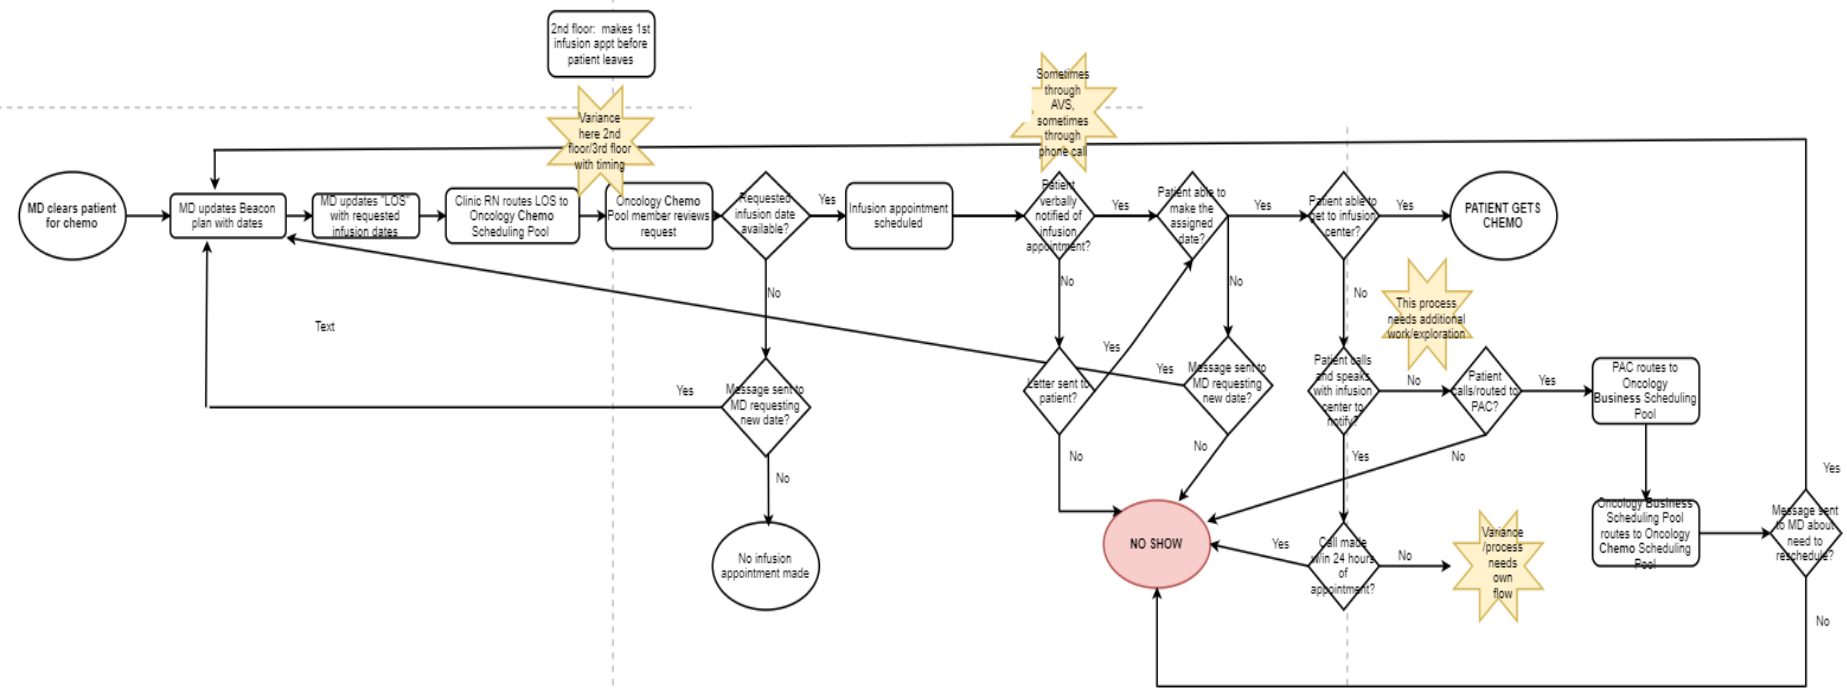 2nd floor: makes 1st
infusion appt before
patient leaves
Sometimes
through
AVS,
sometimes
through
phone call
Variance
here 2nd
floor/3rd floor
with timing
MD clears patient
for chemo
MD updates Beacon
plan with dates
MD updates "LOS"
with requested
infusion dates
Clinic RN routes LOS to
Oncology Chemo
Scheduling Pool
Oncology Chemo
Pool member reviews
request
Requested
infusion date
available?
Yes
Infusion appointment
scheduled
Patient
verbally
notified of
infusion
appointment?
Yes
Patient able to
make the
assigned
date?
Yes
Patient able to
get to infusion
center?
Yes
PATIENT GETS
CHEMO
No
No
No
No
This process
needs additional
work/exploration
Text
Yes
Message sent to
MD requesting
new date?
Yes
Letter sent to
patient?
Yes
Message sent to
MD requesting
new date?
Patient calls
and speaks
with infusion
center to
notify?
No
Patient
calls/routed to
PAC?
Yes
PAC routes to
Oncology
Business Scheduling
Pool
No
No
No
Yes
No
Yes
No infusion
appointment made
NO SHOW
Yes
Call made
w/in 24 hours
of
appointment?
No
Variance
/process
needs
own
flow
Oncology Business
Scheduling Pool
routes to Oncology
Chemo Scheduling
Pool
Message sent
to MD about
need to
reschedule?
No